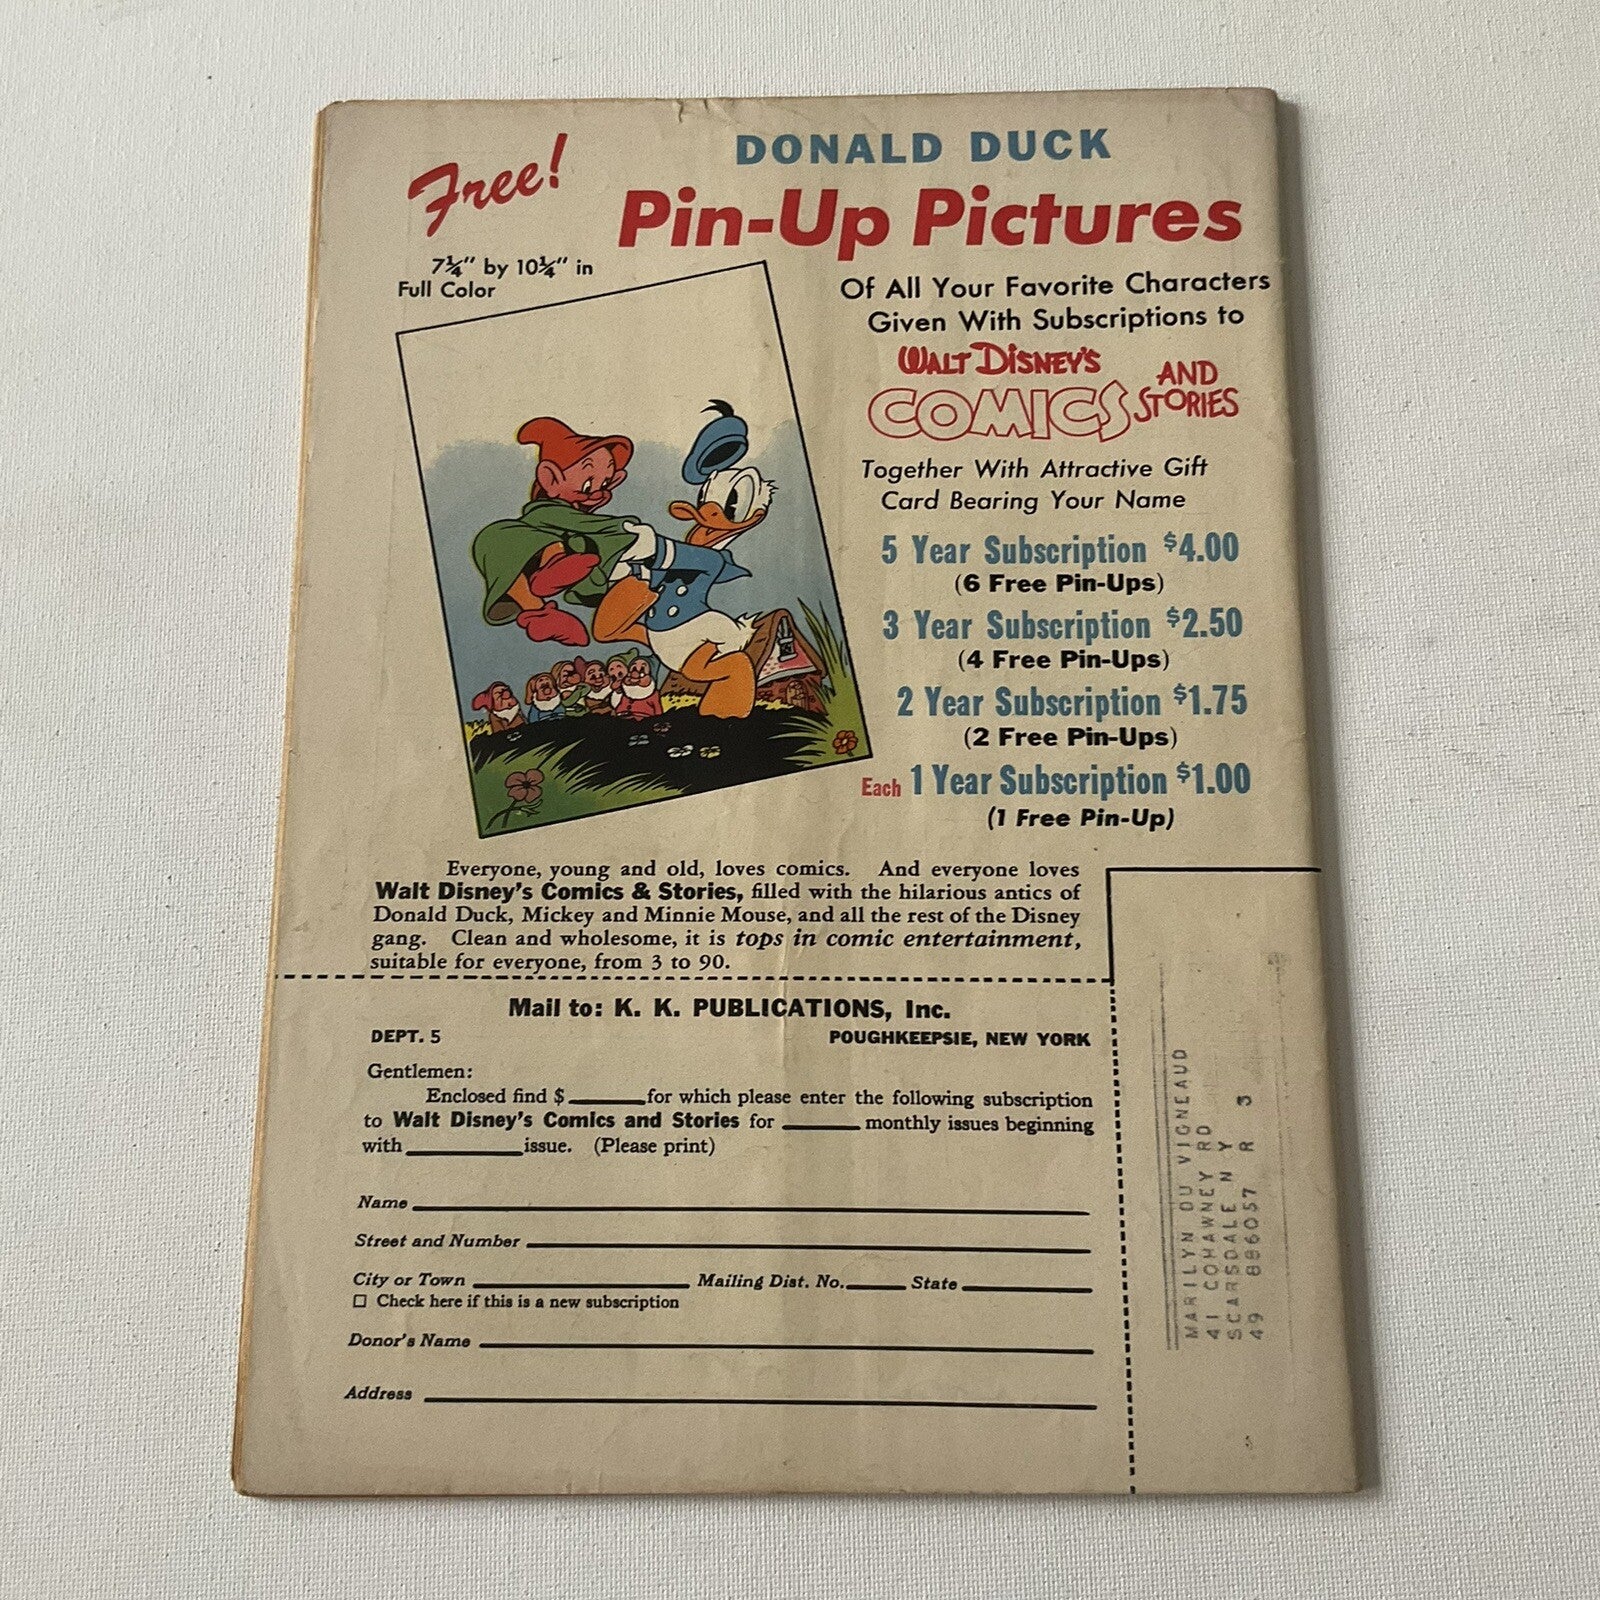 Free!
DONALD DUCK
Pin-Up Pictures
7¼" by 10¼" in
Full Color
Of All Your Favorite Characters
Given With Subscriptions to
WALT DISNEY'S
COMICS AND
STORIES
Together With Attractive Gift
Card Bearing Your Name
5 Year Subscription $4.00
(6 Free Pin-Ups)
3 Year Subscription $2.50
(4 Free Pin-Ups)
2 Year Subscription $1.75
(2 Free Pin-Ups)
Each 1 Year Subscription $1.00
(1 Free Pin-Up)
Everyone, young and old, loves comics. And everyone loves
Walt Disney's Comics & Stories, filled with the hilarious antics of
Donald Duck, Mickey and Minnie Mouse, and all the rest of the Disney
gang. Clean and wholesome, it is tops in comic entertainment,
suitable for everyone, from 3 to 90.
Mail to: K. K. PUBLICATIONS, Inc.
DEPT. 5 POUGHKEEPSIE, NEW YORK
Gentlemen:
Enclosed find $ for which please enter the following subscription
to Walt Disney's Comics and Stories for monthly issues beginning
with issue. (Please print)
Name
Street and Number
City or Town Mailing Dist. No. State
Check here if this is a new subscription
Donor's Name
Address
MARILYN DU VIGNEAUD
41 COHAWNEY RD
SCARSDALE N Y
49 886057 R 3